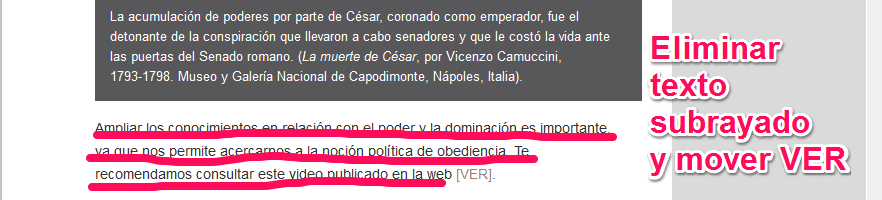 La acumulación de poderes por parte de César, coronado como emperador, fue el
detonante de la conspiración que llevaron a cabo senadores y que le costó la vida ante
las puertas del Senado romano. (La muerte de César, por Vicenzo Camuccini,
1793-1798. Museo y Galería Nacional de Capodimonte, Nápoles, Italia).
Ampliar los conocimientos en relación con el poder y la dominación es importante,
ya que nos permite acercarnos a la noción política de obediencia. Te
recomendamos consultar este video publicado en la web [VER].
Eliminar
texto
subrayado
y mover VER